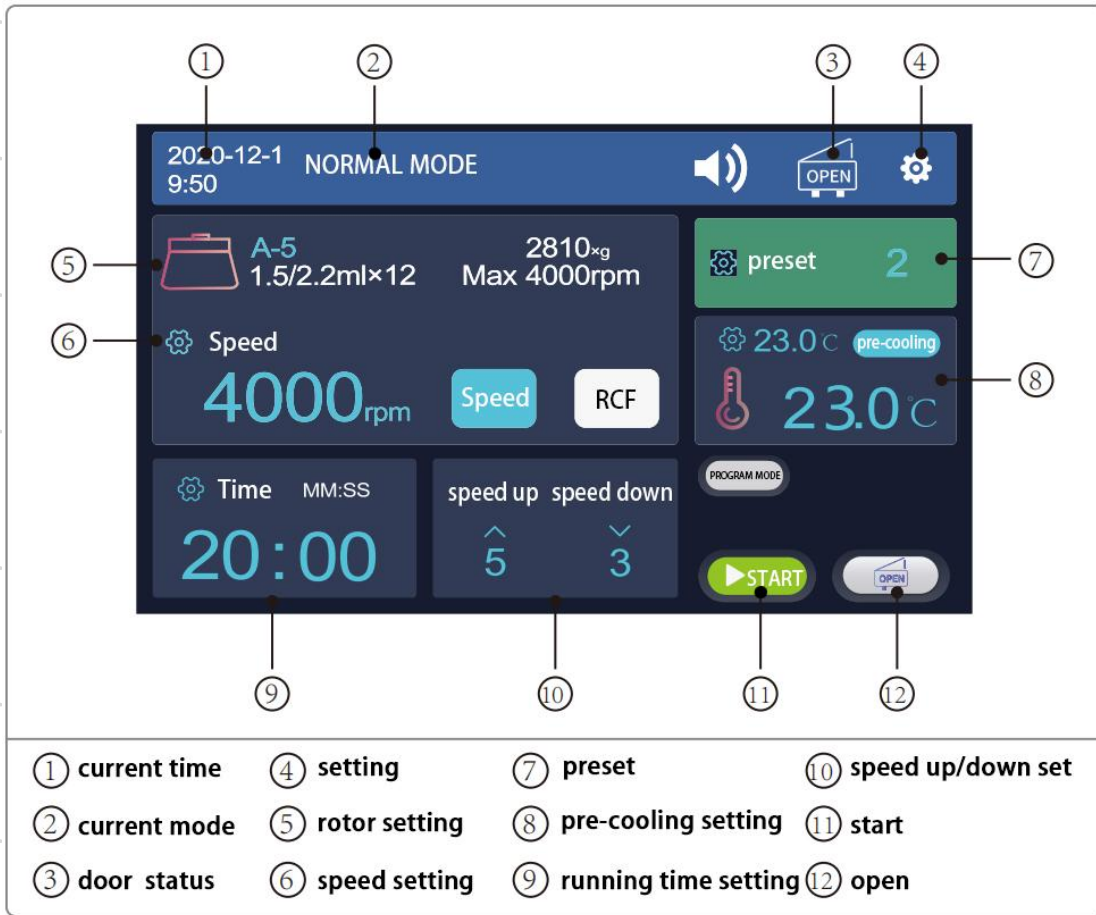 ① ② ③ ④
2020-12-1
9:50
NORMAL MODE
OPEN
⑤
A-5
1.5/2.2ml×12
2810×g
Max 4000rpm
preset 2
⑦
⑥
Speed
4000rpm
Speed
RCF
23.0℃ pre-cooling
23.0℃
⑧
Time MM:SS
20:00
speed up speed down
5 3
PROGRAM MODE
START
OPEN
⑨ ⑩ ⑪ ⑫
① current time ④ setting ⑦ preset ⑩ speed up/down set
② current mode ⑤ rotor setting ⑧ pre-cooling setting ⑪ start
③ door status ⑥ speed setting ⑨ running time setting ⑫ open